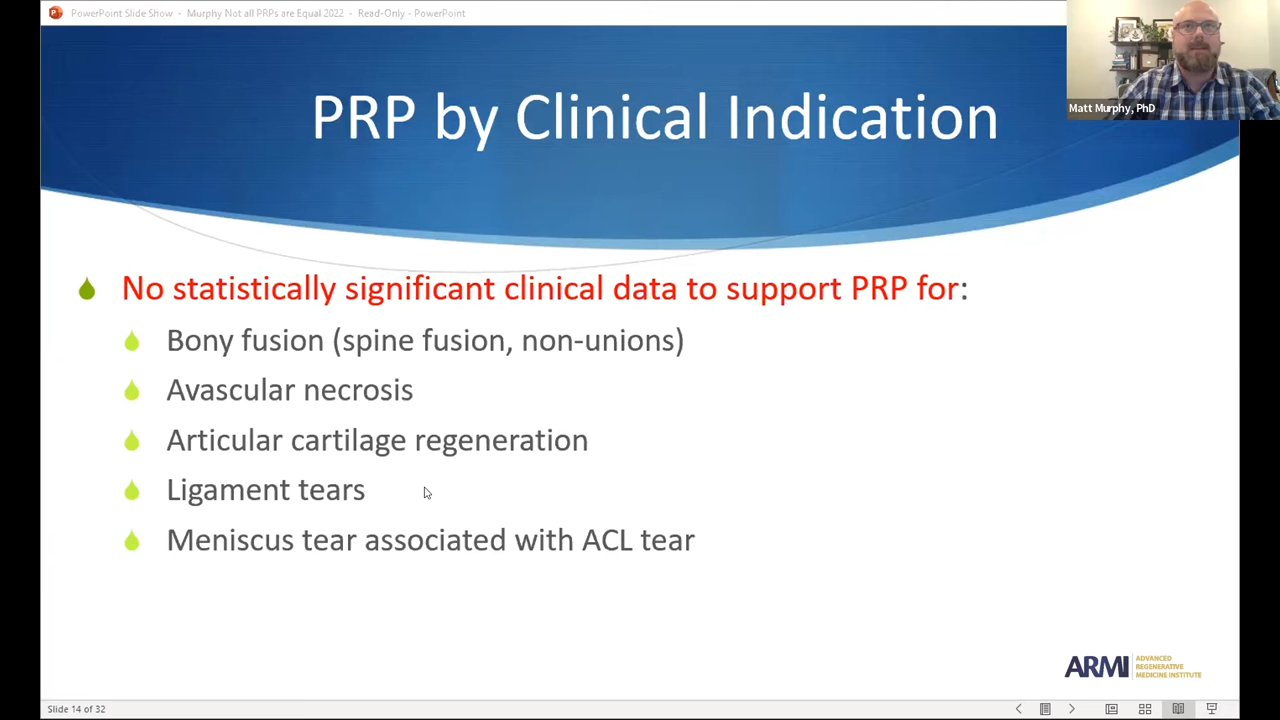 PowerPoint Slide Show - Murphy Not all PRPs are Equal 2022 - Read-Only - PowerPoint
Matt Murphy, PhD
PRP by Clinical Indication
No statistically significant clinical data to support PRP for:
Bony fusion (spine fusion, non-unions)
Avascular necrosis
Articular cartilage regeneration
Ligament tears
Meniscus tear associated with ACL tear
ARMI
ADVANCED
REGENERATIVE
MEDICINE INSTITUTE
Slide 14 of 32